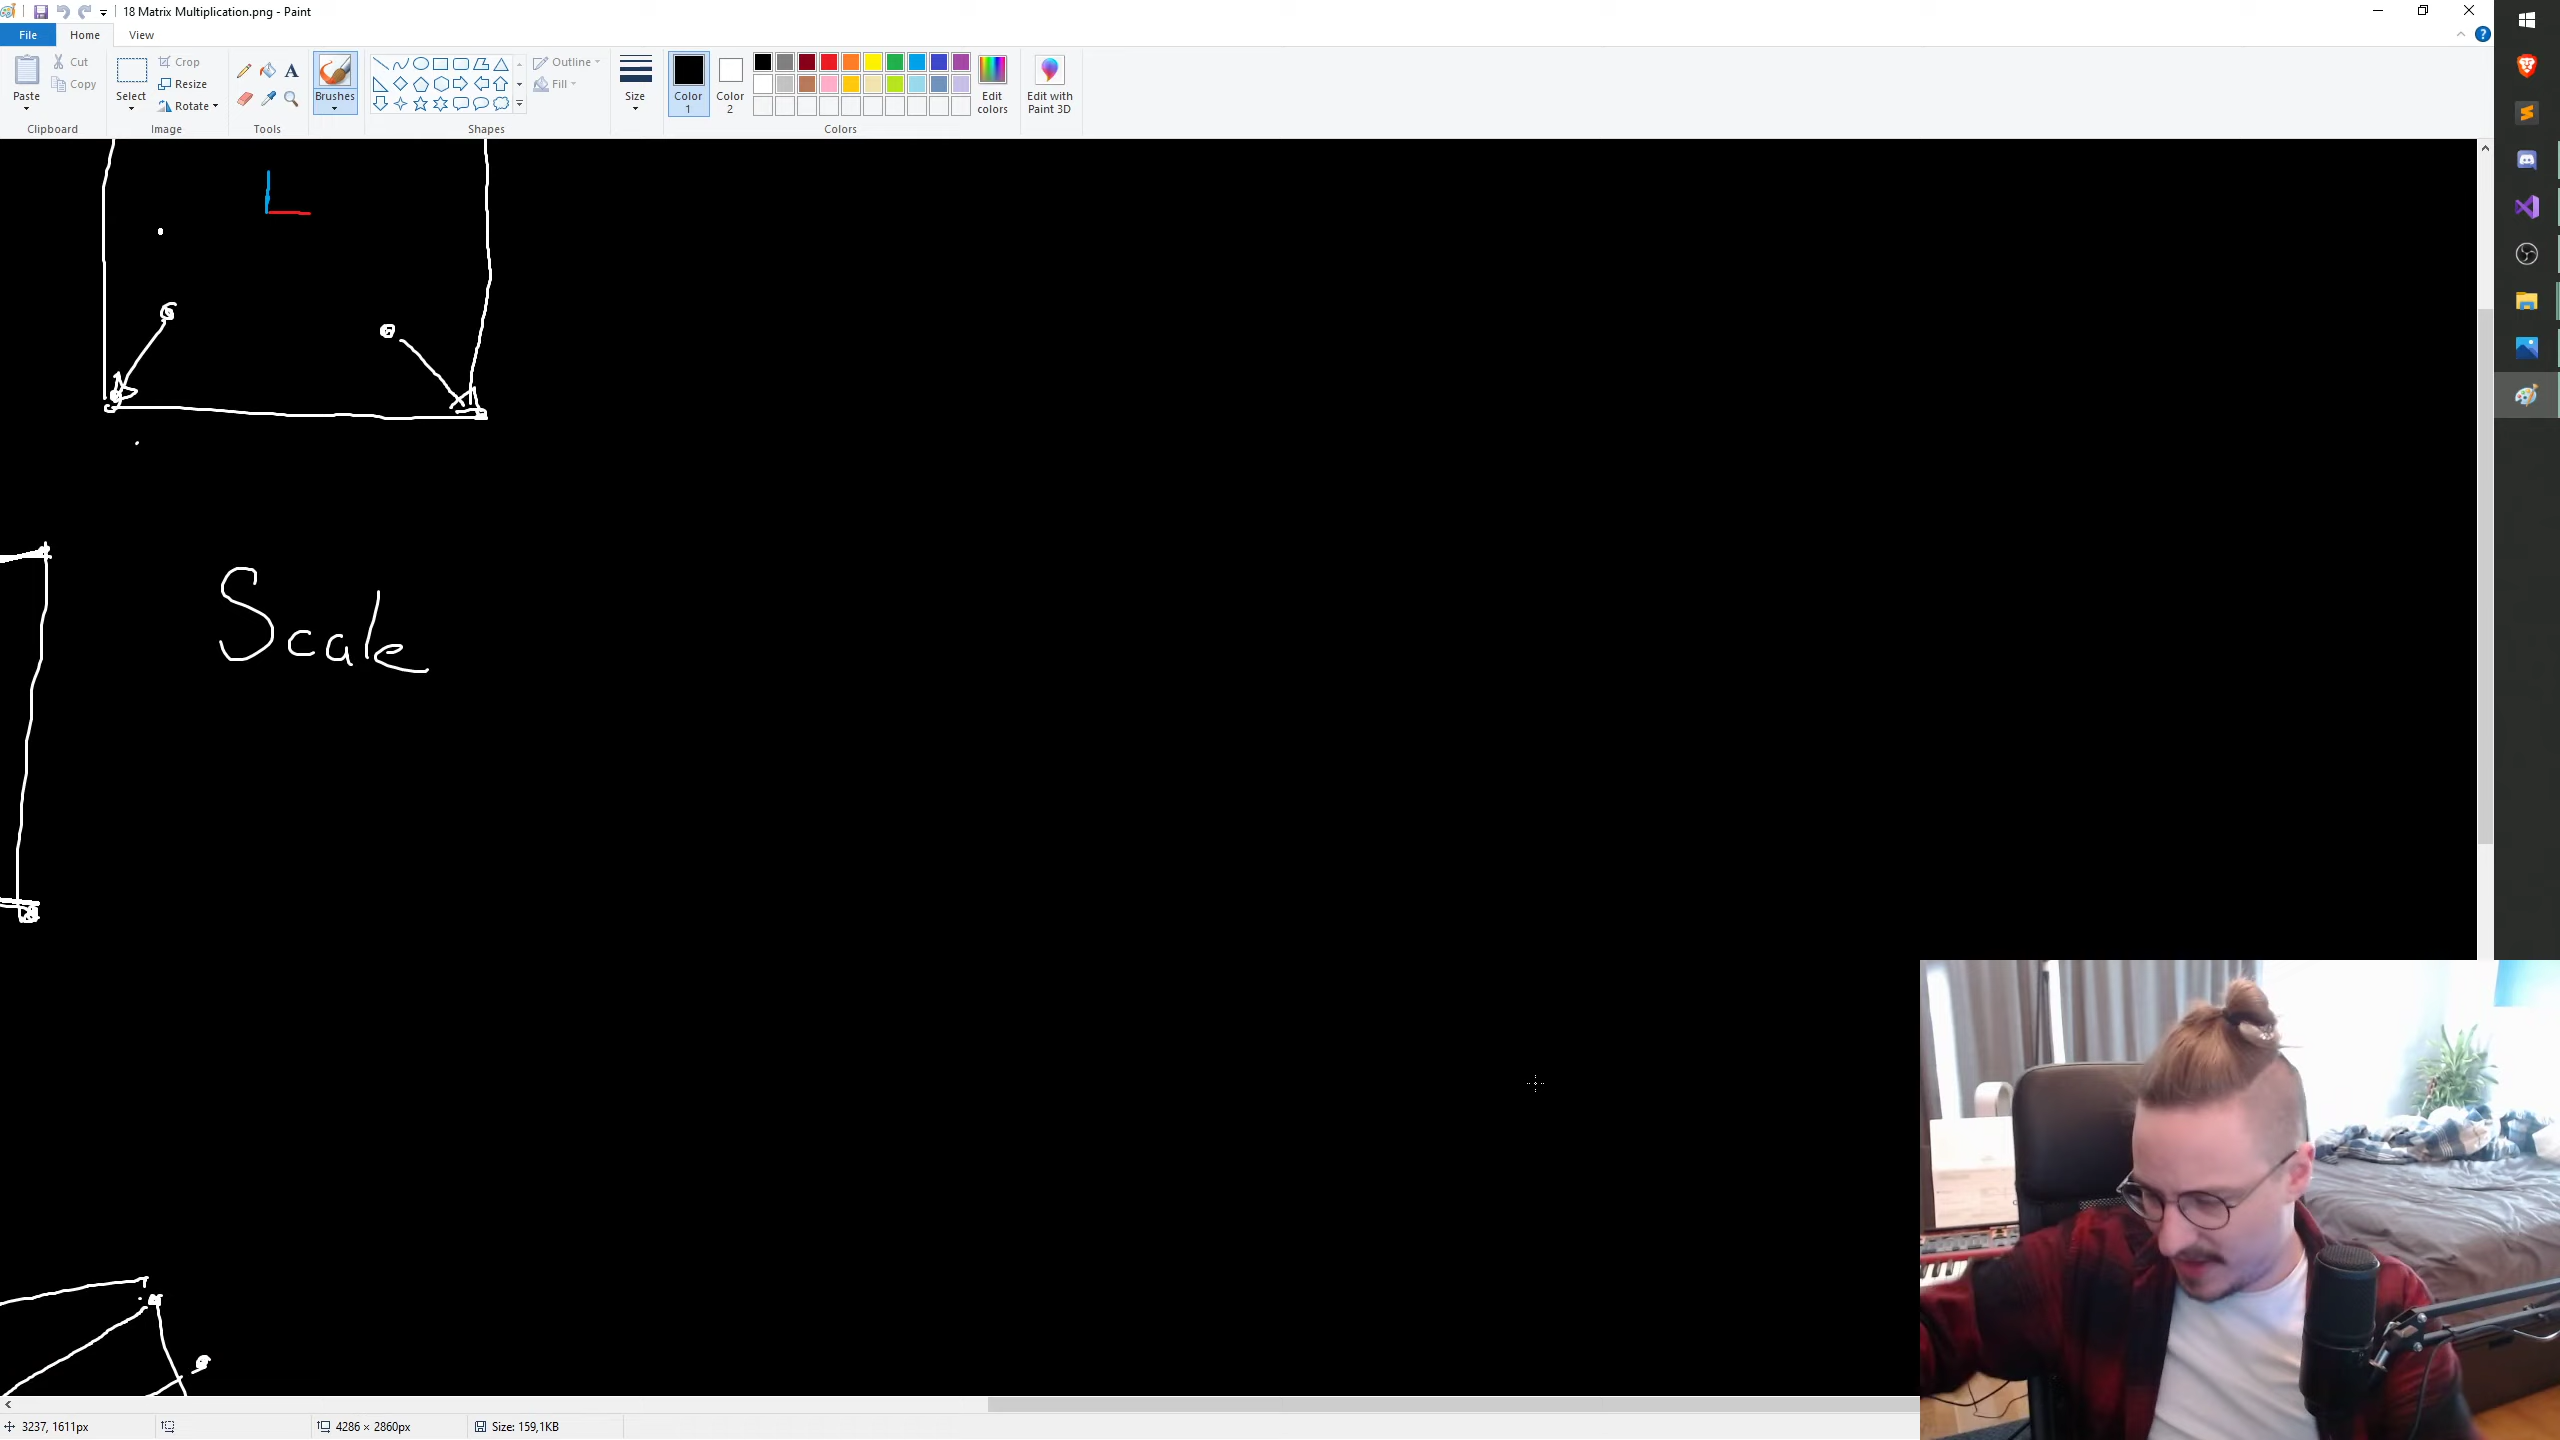 18 Matrix Multiplication.png - Paint
File Home View
Paste
Cut
Copy
Clipboard
Select
Crop
Resize
Rotate
Image
A
Tools
Brushes
Outline
Fill
Shapes
Size
Color 1
Color 2
Edit colors
Colors
Edit with Paint 3D
Scale
3237, 1611px
4286 × 2860px
Size: 159,1KB